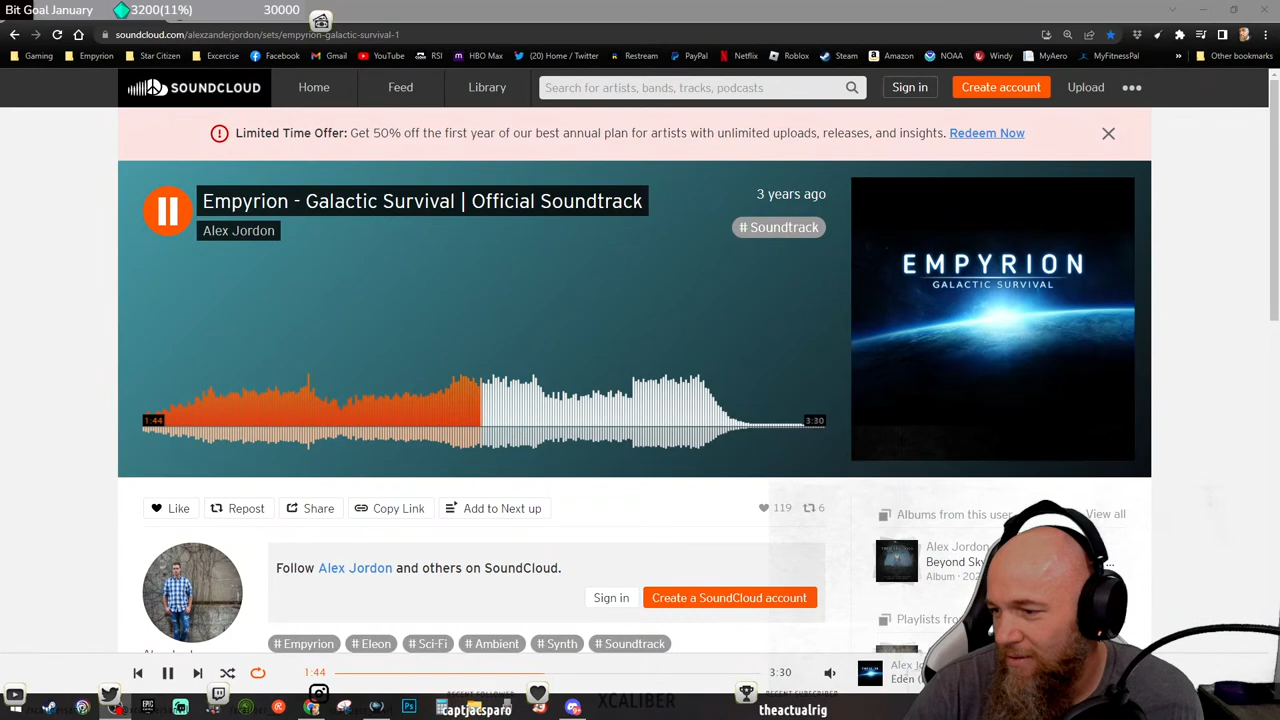 Bit Goal January 3200(11%) 30000
soundcloud.com/alexzanderjordon/sets/empyrion-galactic-survival-1
Gaming Empyrion Star Citizen Excercise Facebook Gmail YouTube RSI HBO Max (20) Home / Twitter Restream PayPal Netflix Roblox Steam Amazon NOAA Windy MyAero MyFitnessPal » Other bookmarks
SOUNDCLOUD Home Feed Library Search for artists, bands, tracks, podcasts Sign in Create account Upload
Limited Time Offer: Get 50% off the first year of our best annual plan for artists with unlimited uploads, releases, and insights. Redeem Now
Empyrion - Galactic Survival | Official Soundtrack
Alex Jordon
3 years ago
# Soundtrack
EMPYRION
GALACTIC SURVIVAL
1:44 3:30
Like Repost Share Copy Link Add to Next up 119 6
Albums from this user View all
Follow Alex Jordon and others on SoundCloud.
Sign in Create a SoundCloud account
Alex Jordon
Beyond Sky
Album
Playlists
# Empyrion # Eleon # Sci-Fi # Ambient # Synth # Soundtrack
1:44 3:30
Eden
RECENT FOLLOWER
captjacsparo
XCALIBER
RECENT SUBSCRIBER
theactualrig